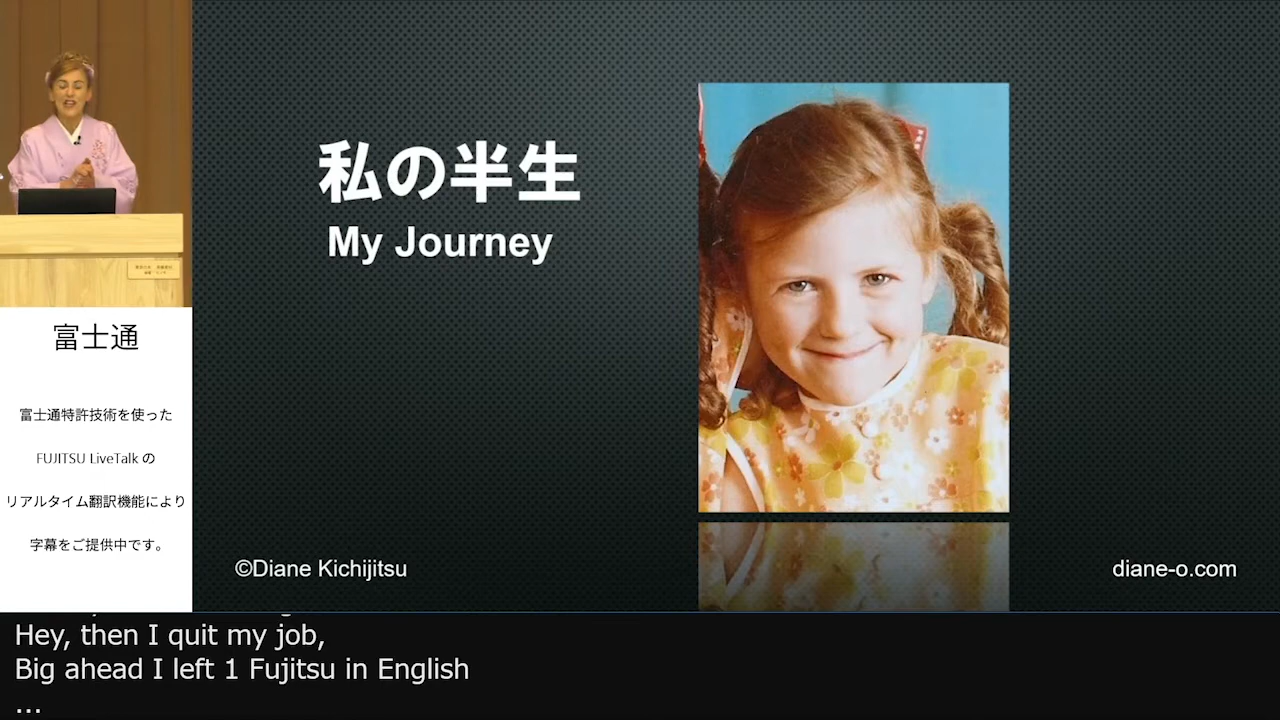 私の半生
My Journey
©Diane Kichijitsu
diane-o.com
富士通
富士通特許技術を使った
FUJITSU LiveTalk の
リアルタイム翻訳機能により
字幕をご提供中です。
Hey, then I quit my job,
Big ahead I left 1 Fujitsu in English
...